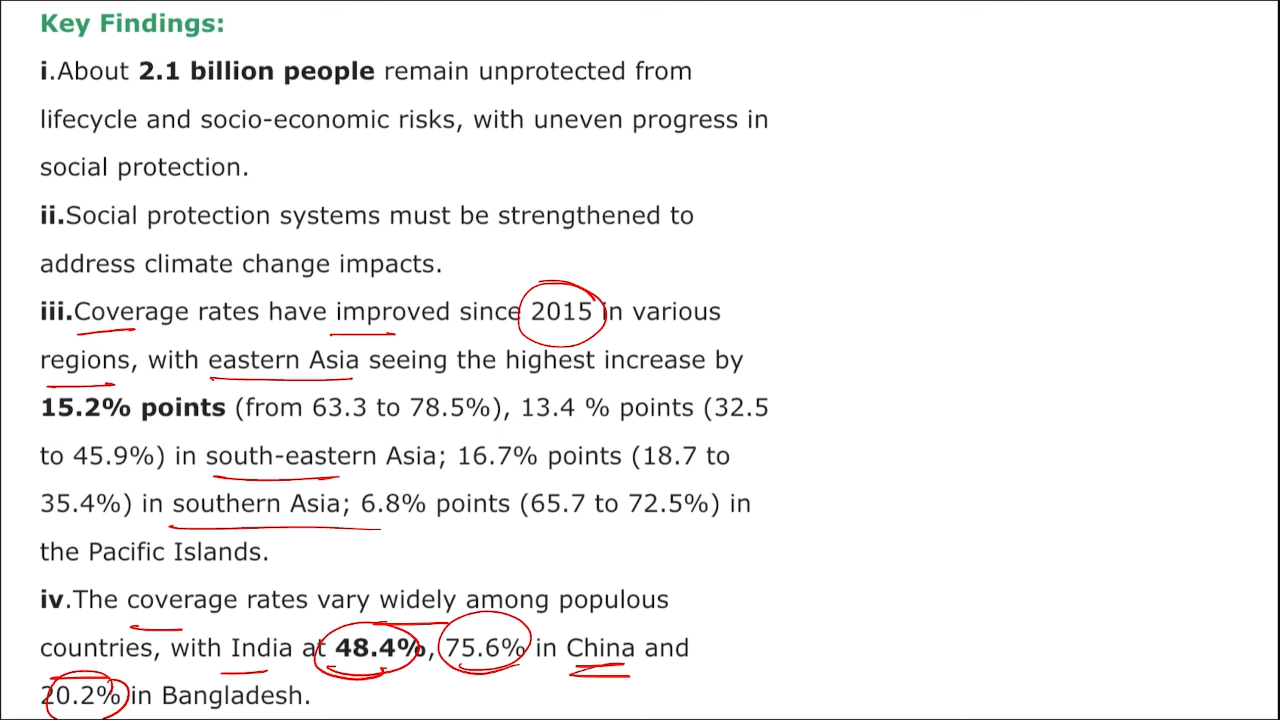 Key Findings:
i.About 2.1 billion people remain unprotected from
lifecycle and socio-economic risks, with uneven progress in
social protection.
ii.Social protection systems must be strengthened to
address climate change impacts.
iii.Coverage rates have improved since 2015 in various
regions, with eastern Asia seeing the highest increase by
15.2% points (from 63.3 to 78.5%), 13.4 % points (32.5
to 45.9%) in south-eastern Asia; 16.7% points (18.7 to
35.4%) in southern Asia; 6.8% points (65.7 to 72.5%) in
the Pacific Islands.
iv.The coverage rates vary widely among populous
countries, with India at 48.4%, 75.6% in China and
20.2% in Bangladesh.